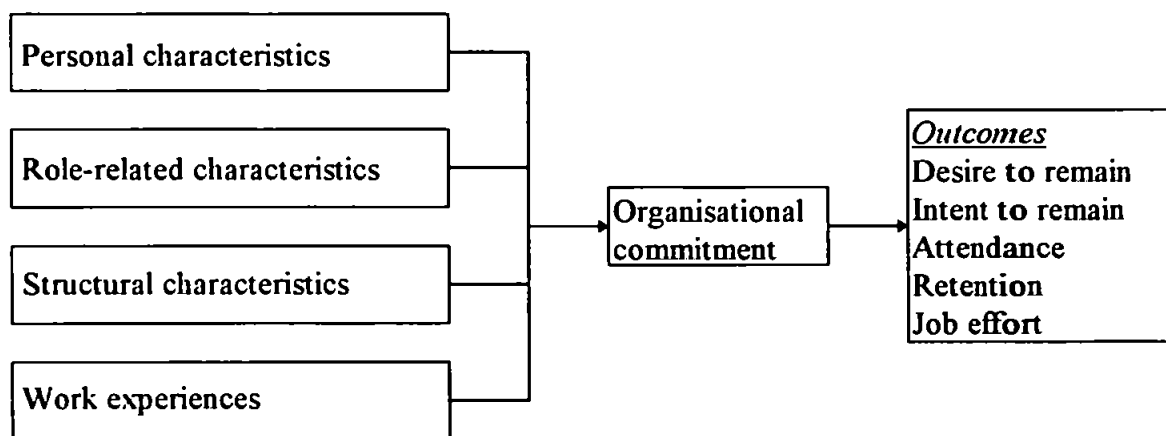 Personal characteristics
Role-related characteristics
Structural characteristics
Work experiences
Organisational
commitment
Outcomes
Desire to remain
Intent to remain
Attendance
Retention
Job effort